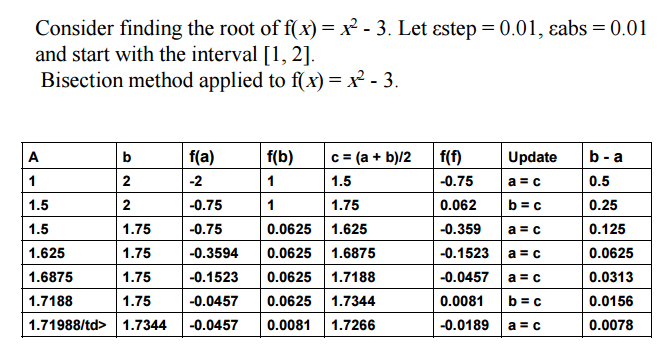 Consider finding the root of f(x) = x² - 3. Let εstep = 0.01, εabs = 0.01
and start with the interval [1, 2].
Bisection method applied to f(x) = x² - 3.
A b f(a) f(b) c = (a + b)/2 f(f) Update b - a
1 2 -2 1 1.5 -0.75 a = c 0.5
1.5 2 -0.75 1 1.75 0.062 b = c 0.25
1.5 1.75 -0.75 0.0625 1.625 -0.359 a = c 0.125
1.625 1.75 -0.3594 0.0625 1.6875 -0.1523 a = c 0.0625
1.6875 1.75 -0.1523 0.0625 1.7188 -0.0457 a = c 0.0313
1.7188 1.75 -0.0457 0.0625 1.7344 0.0081 b = c 0.0156
1.71988/td> 1.7344 -0.0457 0.0081 1.7266 -0.0189 a = c 0.0078